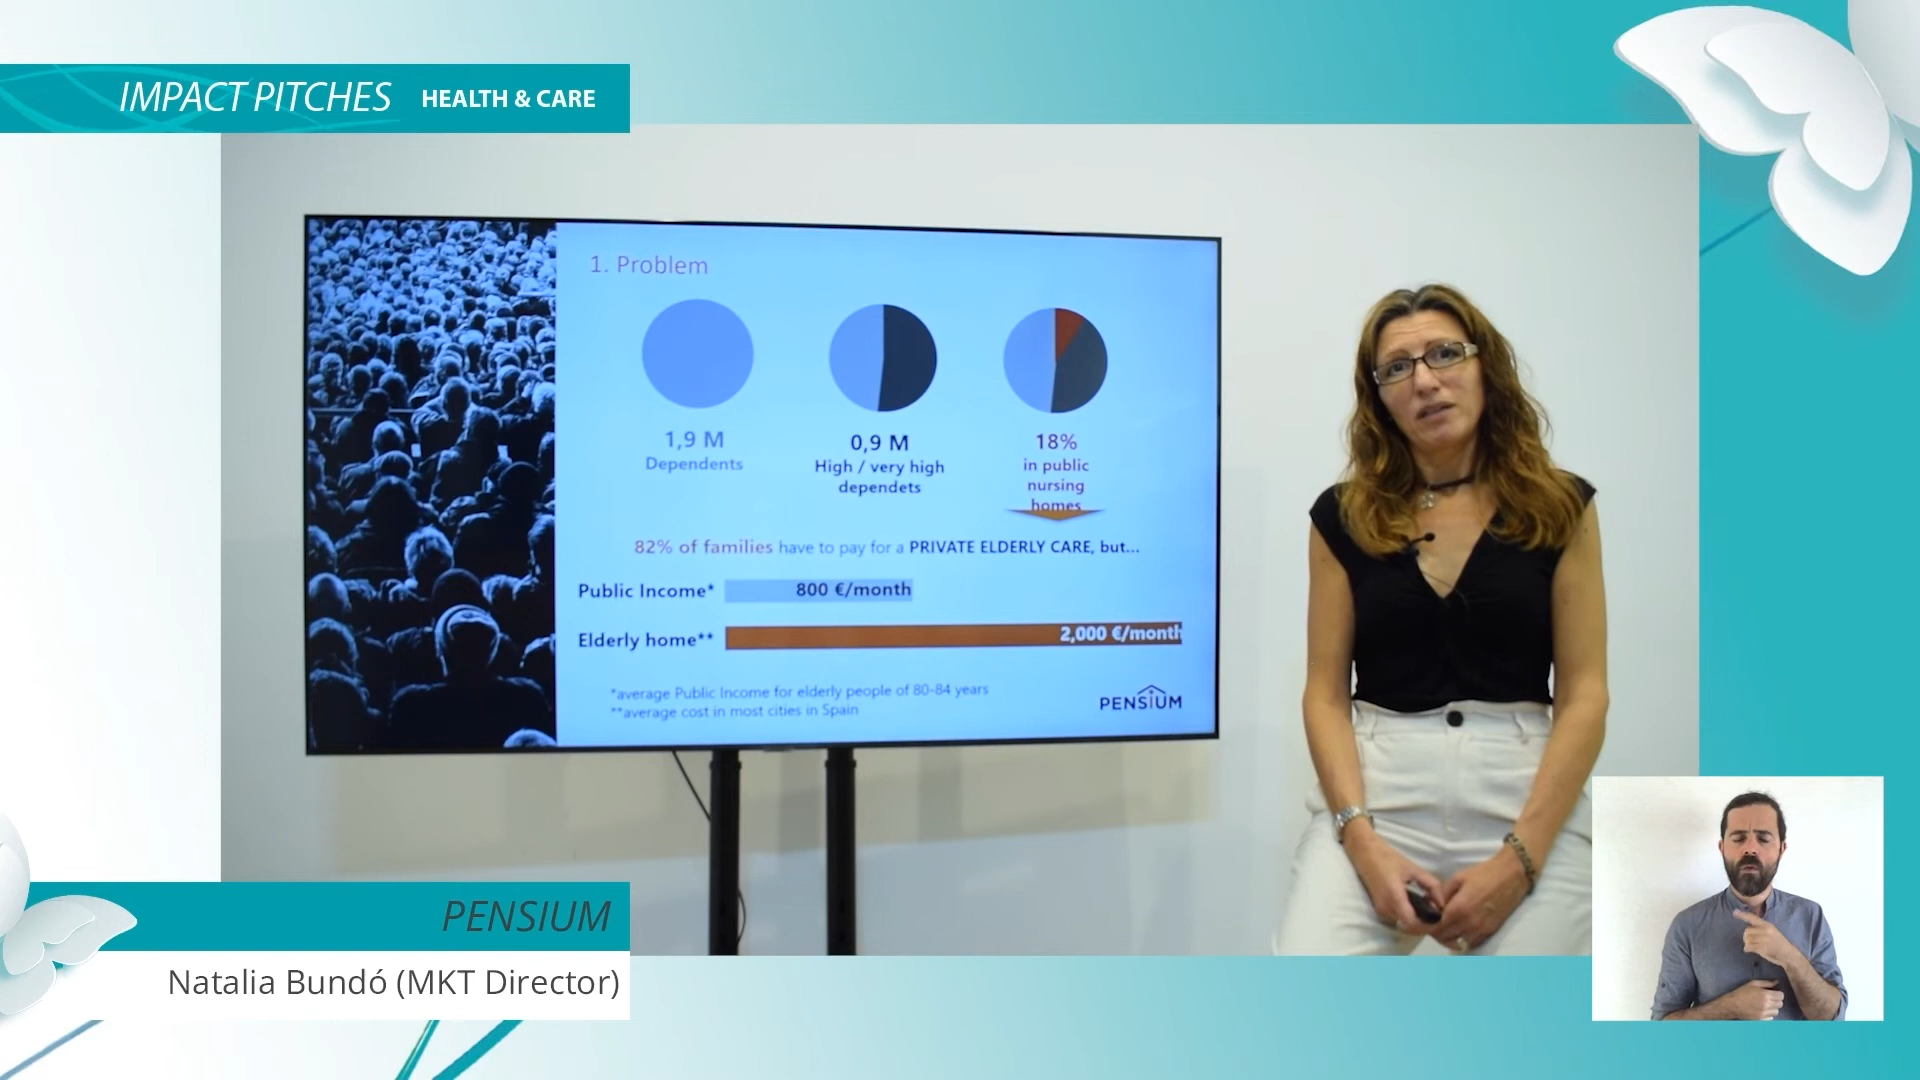 IMPACT PITCHES HEALTH & CARE
1. Problem
1,9 M
Dependents
0,9 M
High / very high
dependets
18%
in public
nursing
homes
82% of families have to pay for a PRIVATE ELDERLY CARE, but...
Public Income* 800 €/month
Elderly home** 2,000 €/month
*average Public Income for elderly people of 80-84 years
**average cost in most cities in Spain
PENSIUM
PENSIUM
Natalia Bundó (MKT Director)